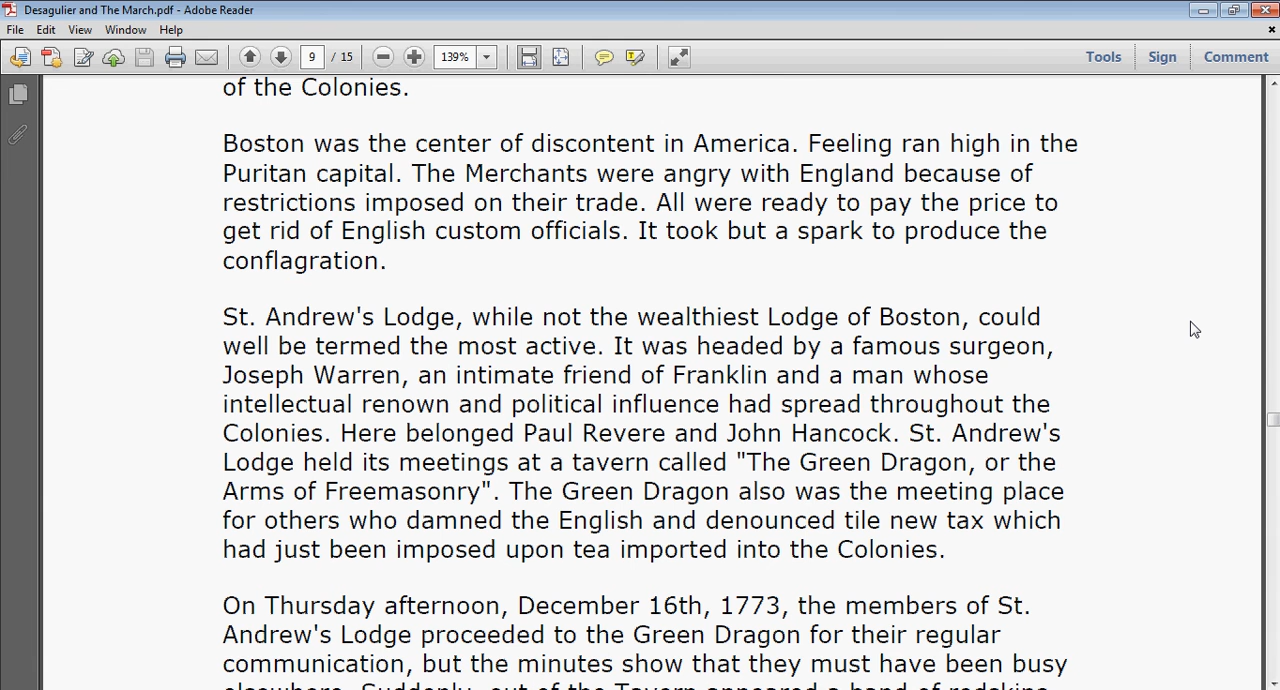 Desagulier and The March.pdf - Adobe Reader
File Edit View Window Help
9 / 15 139% Tools Sign Comment
of the Colonies.
Boston was the center of discontent in America. Feeling ran high in the
Puritan capital. The Merchants were angry with England because of
restrictions imposed on their trade. All were ready to pay the price to
get rid of English custom officials. It took but a spark to produce the
conflagration.
St. Andrew's Lodge, while not the wealthiest Lodge of Boston, could
well be termed the most active. It was headed by a famous surgeon,
Joseph Warren, an intimate friend of Franklin and a man whose
intellectual renown and political influence had spread throughout the
Colonies. Here belonged Paul Revere and John Hancock. St. Andrew's
Lodge held its meetings at a tavern called "The Green Dragon, or the
Arms of Freemasonry". The Green Dragon also was the meeting place
for others who damned the English and denounced tile new tax which
had just been imposed upon tea imported into the Colonies.
On Thursday afternoon, December 16th, 1773, the members of St.
Andrew's Lodge proceeded to the Green Dragon for their regular
communication, but the minutes show that they must have been busy
elsewhere. Suddenly, out of the Tavern appeared a band of redskins